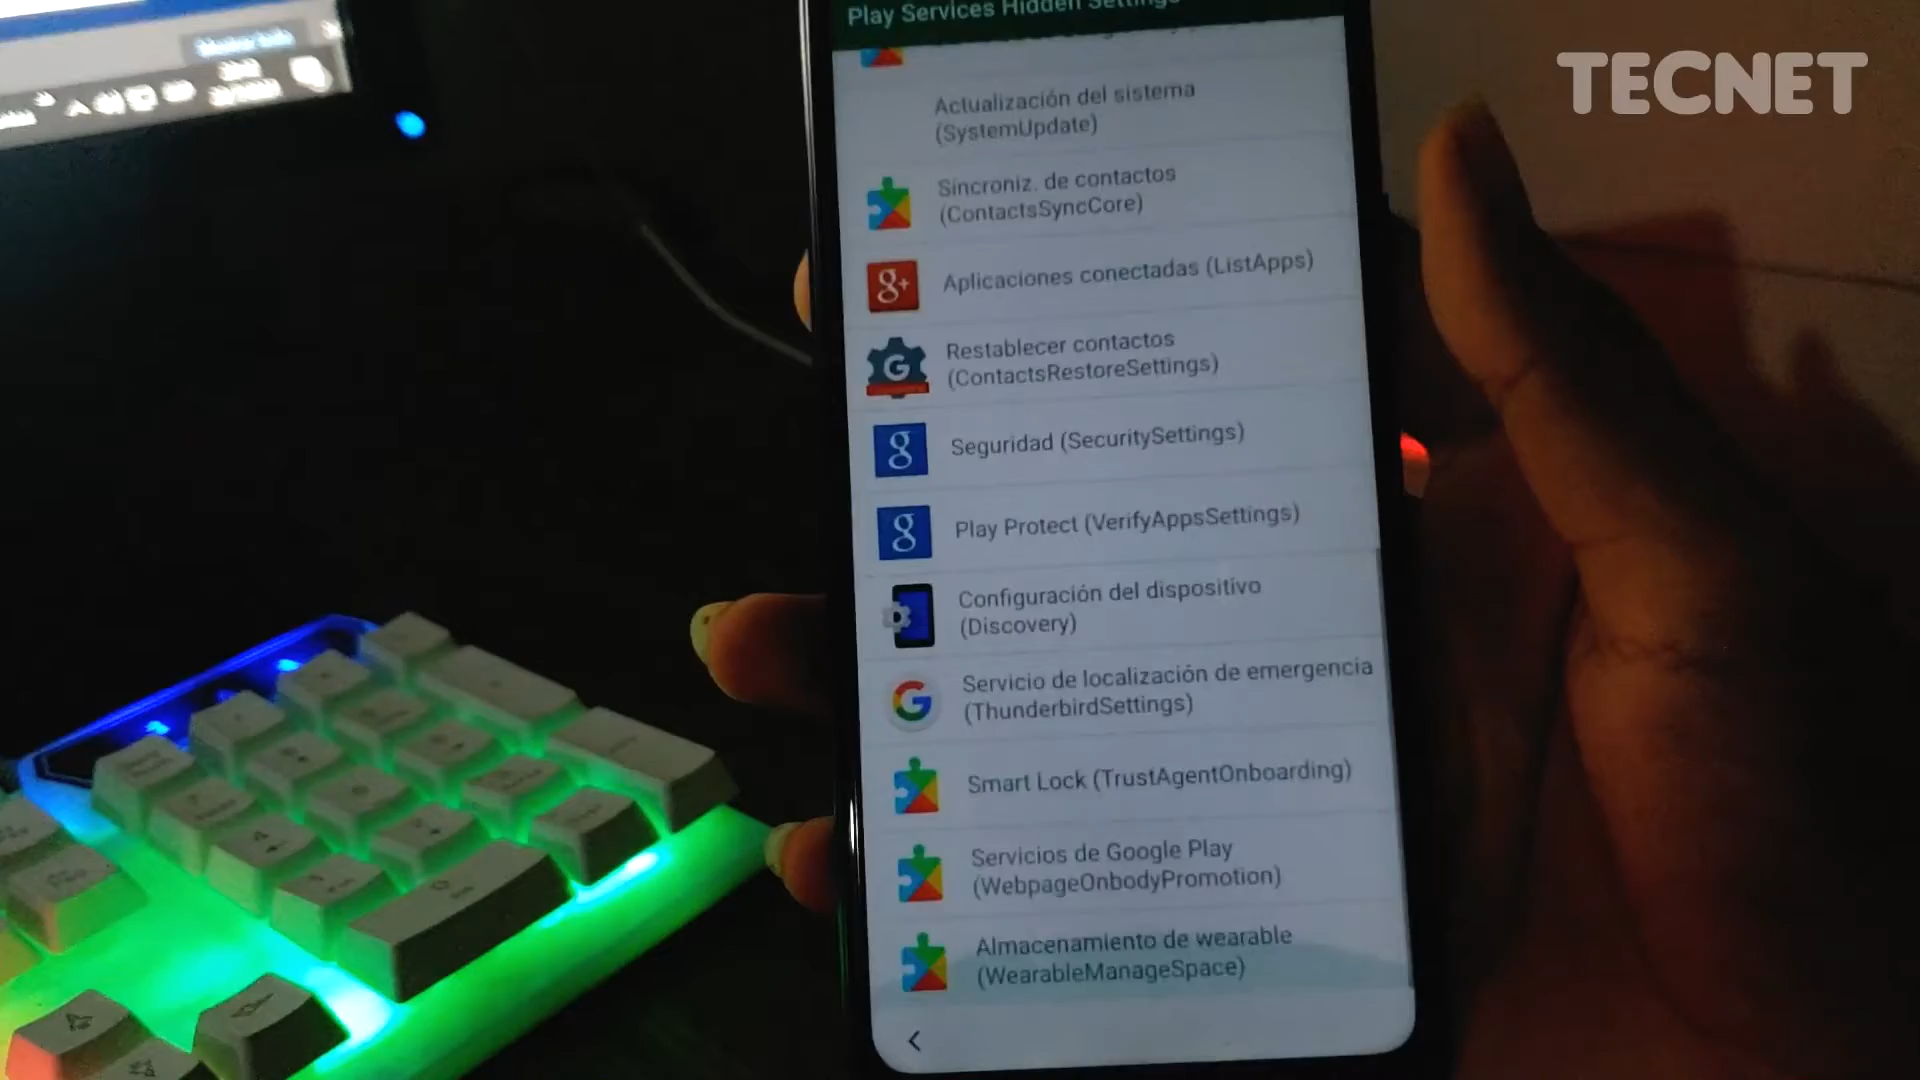 Play Services Hidden Settings
TECNET
Actualización del sistema
(SystemUpdate)
Sincroniz. de contactos
(ContactsSyncCore)
Aplicaciones conectadas (ListApps)
Restablecer contactos
(ContactsRestoreSettings)
Seguridad (SecuritySettings)
Play Protect (VerifyAppsSettings)
Configuración del dispositivo
(Discovery)
Servicio de localización de emergencia
(ThunderbirdSettings)
Smart Lock (TrustAgentOnboarding)
Servicios de Google Play
(WebpageOnbodyPromotion)
Almacenamiento de wearable
(WearableManageSpace)